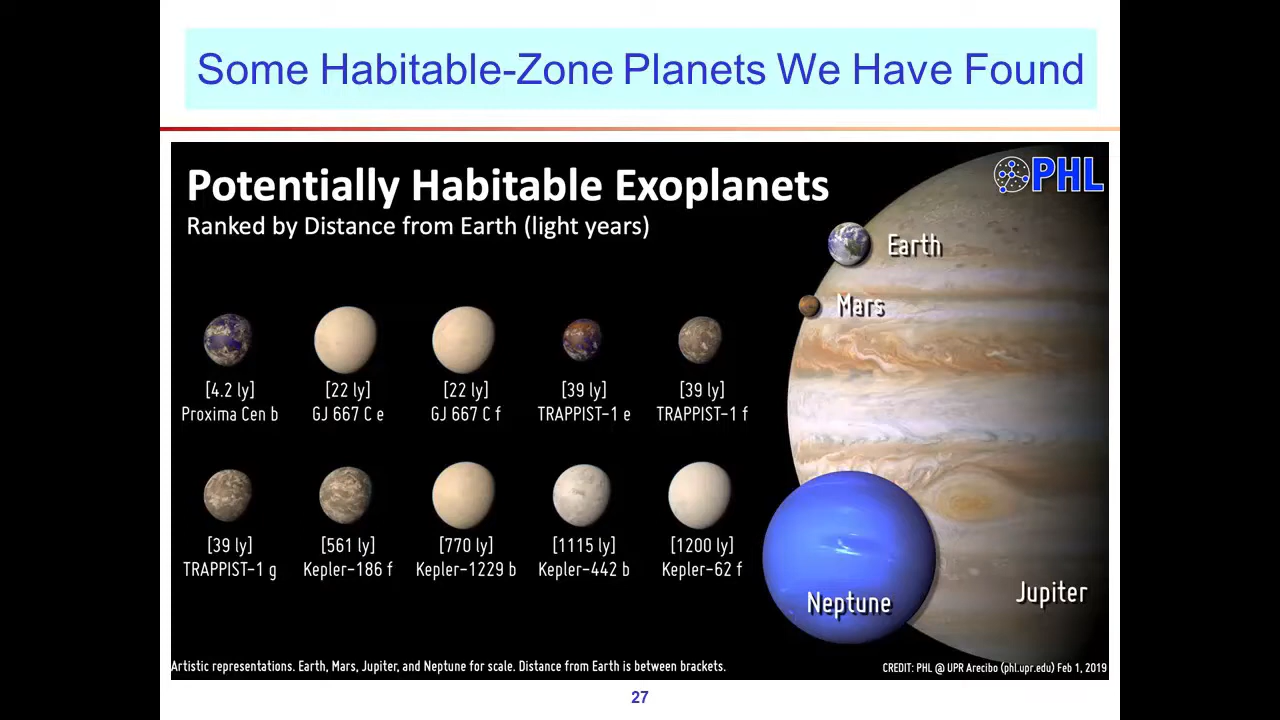 Some Habitable-Zone Planets We Have Found
Potentially Habitable Exoplanets
Ranked by Distance from Earth (light years)
PHL
Earth
Mars
[4.2 ly] [22 ly] [22 ly] [39 ly] [39 ly]
Proxima Cen b GJ 667 C e GJ 667 C f TRAPPIST-1 e TRAPPIST-1 f
[39 ly] [561 ly] [770 ly] [1115 ly] [1200 ly]
TRAPPIST-1 g Kepler-186 f Kepler-1229 b Kepler-442 b Kepler-62 f
Neptune
Jupiter
Artistic representations. Earth, Mars, Jupiter, and Neptune for scale. Distance from Earth is between brackets.
CREDIT: PHL @ UPR Arecibo (phl.upr.edu) Feb 1, 2019
27